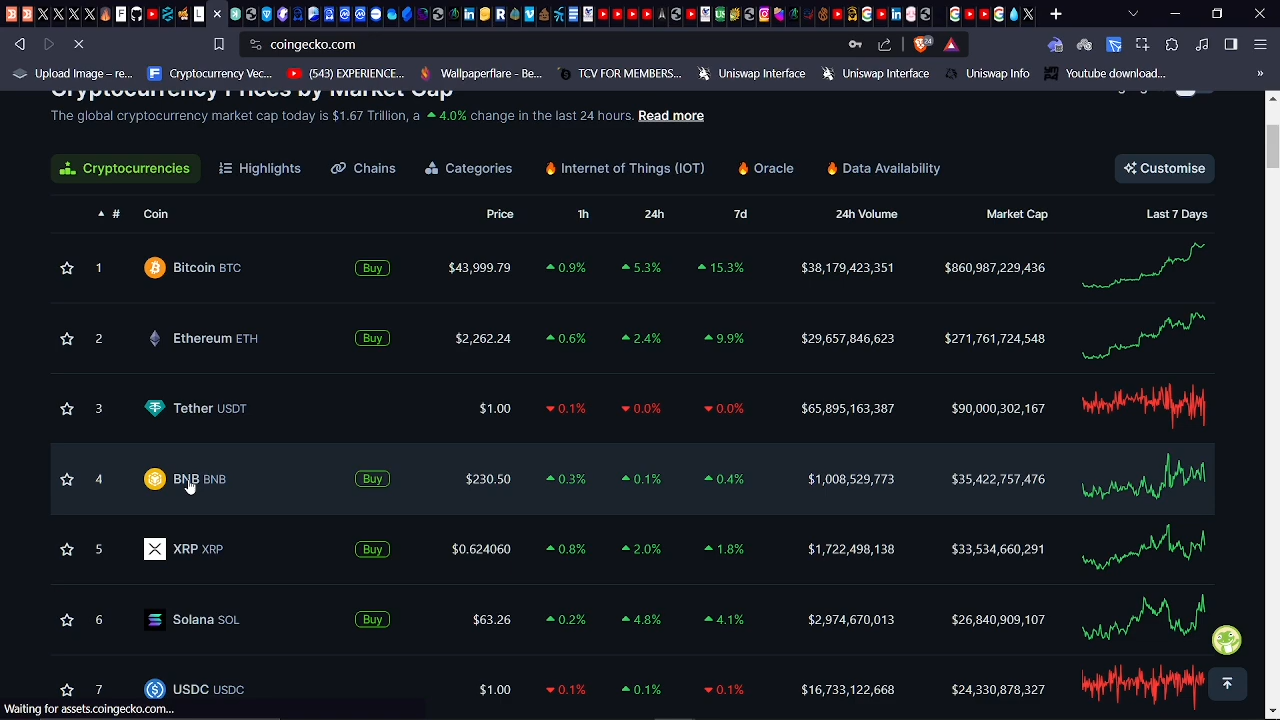 coingecko.com
24
Upload Image – re...
Cryptocurrency Vec...
(543) EXPERIENCE...
Wallpaperflare - Be...
TCV FOR MEMBERS...
Uniswap Interface
Uniswap Interface
Uniswap Info
Youtube download...
»
Cryptocurrency Prices by Market Cap
The global cryptocurrency market cap today is $1.67 Trillion, a ▲ 4.0% change in the last 24 hours. Read more
Cryptocurrencies Highlights Chains Categories Internet of Things (IOT) Oracle Data Availability Customise
▲ # Coin Price 1h 24h 7d 24h Volume Market Cap Last 7 Days
1 Bitcoin BTC Buy $43,999.79 ▲ 0.9% ▲ 5.3% ▲ 15.3% $38,179,423,351 $860,987,229,436
2 Ethereum ETH Buy $2,262.24 ▲ 0.6% ▲ 2.4% ▲ 9.9% $29,657,846,623 $271,761,724,548
3 Tether USDT $1.00 ▼ 0.1% ▼ 0.0% ▼ 0.0% $65,895,163,387 $90,000,302,167
4 BNB BNB Buy $230.50 ▲ 0.3% ▲ 0.1% ▲ 0.4% $1,008,529,773 $35,422,757,476
5 XRP XRP Buy $0.624060 ▲ 0.8% ▲ 2.0% ▲ 1.8% $1,722,498,138 $33,534,660,291
6 Solana SOL Buy $63.26 ▲ 0.2% ▲ 4.8% ▲ 4.1% $2,974,670,013 $26,840,909,107
7 USDC USDC $1.00 ▼ 0.1% ▲ 0.1% ▼ 0.1% $16,733,122,668 $24,330,878,327
Waiting for assets.coingecko.com...